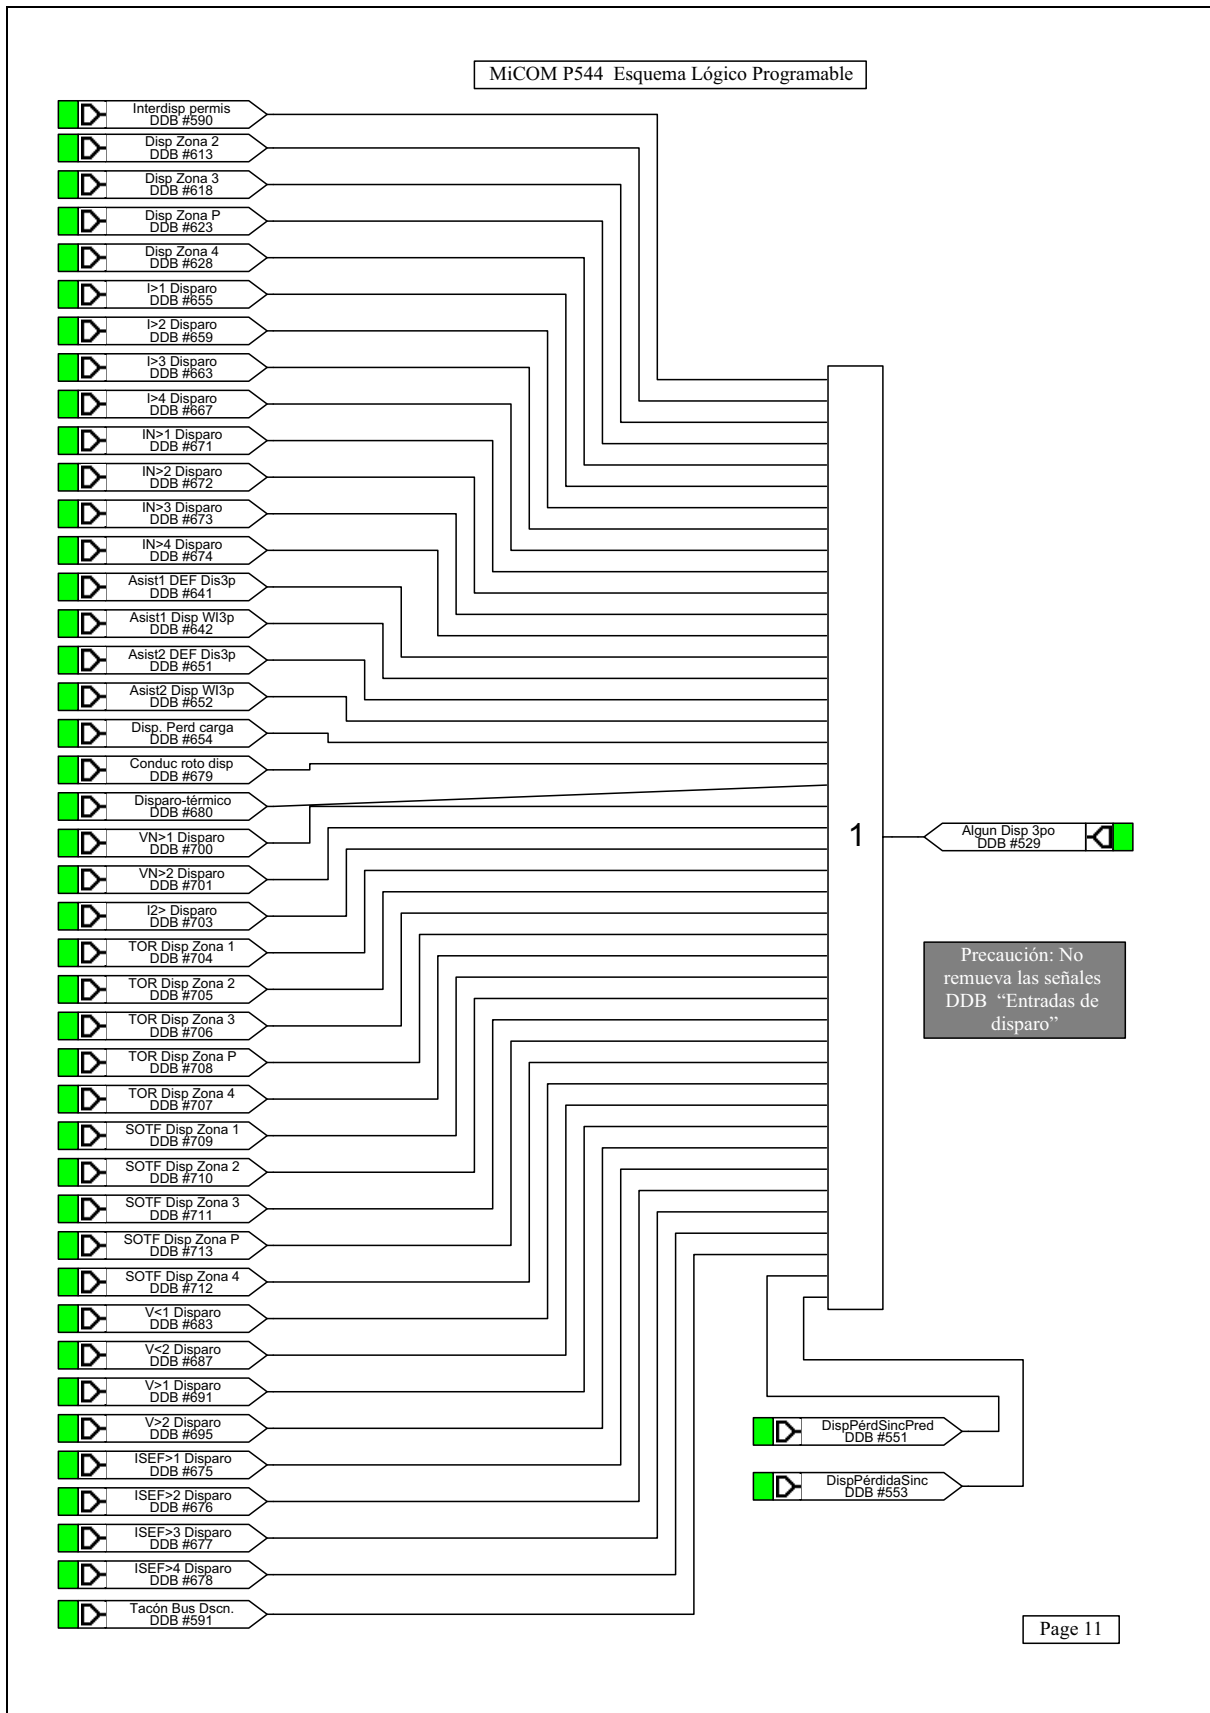 MiCOM P544  Esquema Lógico Programable
Interdisp permis
DDB #590
Disp Zona 2
DDB #613
Disp Zona 3
DDB #618
Disp Zona P
DDB #623
Disp Zona 4
DDB #628
I>1 Disparo
DDB #655
I>2 Disparo
DDB #659
I>3 Disparo
DDB #663
I>4 Disparo
DDB #667
IN>1 Disparo
DDB #671
IN>2 Disparo
DDB #672
IN>3 Disparo
DDB #673
IN>4 Disparo
DDB #674
Asist1 DEF Dis3p
DDB #641
Asist1 Disp WI3p
DDB #642
Asist2 DEF Dis3p
DDB #651
Asist2 Disp WI3p
DDB #652
Disp. Perd carga
DDB #654
Conduc roto disp
DDB #679
Disparo-térmico
DDB #680
VN>1 Disparo
DDB #700
VN>2 Disparo
DDB #701
I2> Disparo
DDB #703
TOR Disp Zona 1
DDB #704
TOR Disp Zona 2
DDB #705
TOR Disp Zona 3
DDB #706
TOR Disp Zona P
DDB #708
TOR Disp Zona 4
DDB #707
SOTF Disp Zona 1
DDB #709
SOTF Disp Zona 2
DDB #710
SOTF Disp Zona 3
DDB #711
SOTF Disp Zona P
DDB #713
SOTF Disp Zona 4
DDB #712
V<1 Disparo
DDB #683
V<2 Disparo
DDB #687
V>1 Disparo
DDB #691
V>2 Disparo
DDB #695
ISEF>1 Disparo
DDB #675
ISEF>2 Disparo
DDB #676
ISEF>3 Disparo
DDB #677
ISEF>4 Disparo
DDB #678
Tacón Bus Dscn.
DDB #591
1
Algun Disp 3po
DDB #529
Precaución: No
remueva las señales
DDB  “Entradas de
disparo”
DispPérdSincPred
DDB #551
DispPérdidaSinc
DDB #553
Page 11